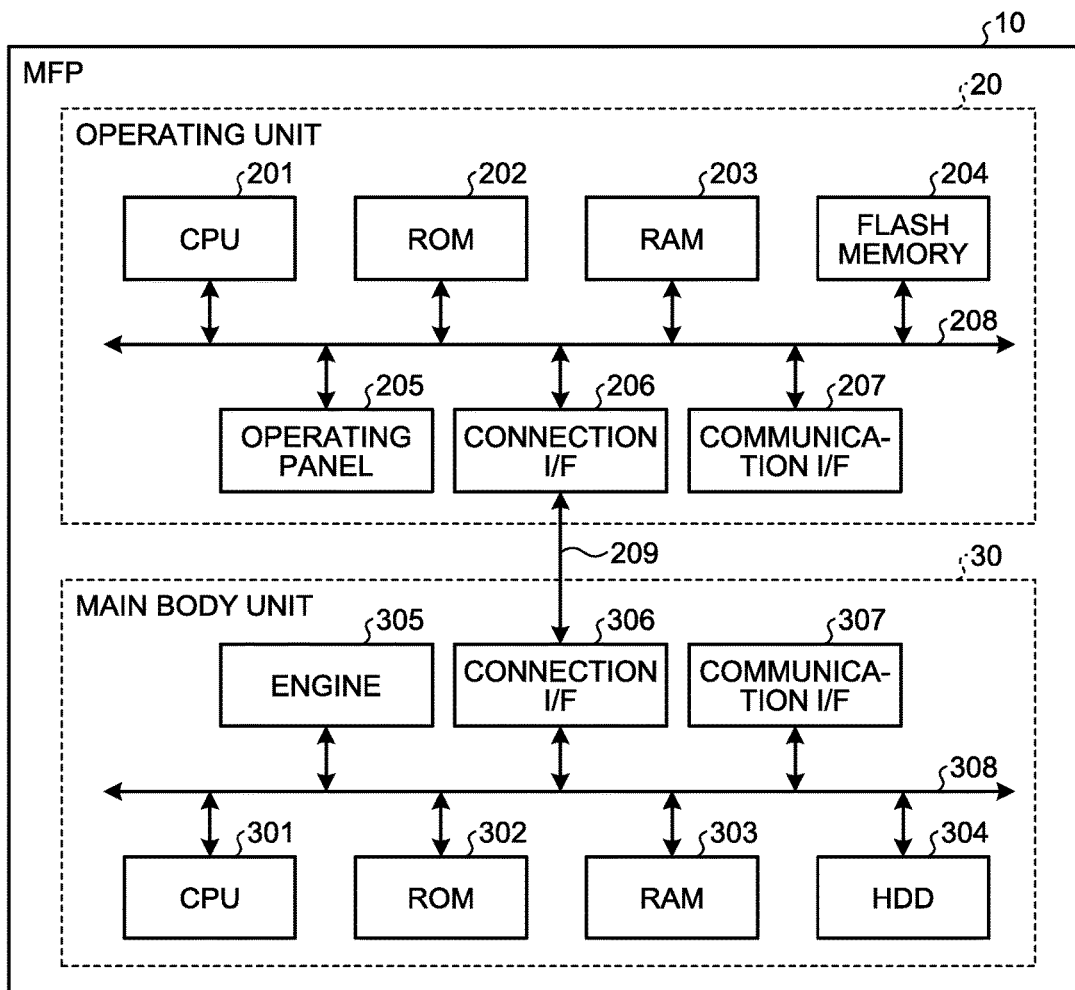 10
MFP
20
OPERATING UNIT
201
202
203
204
CPU
ROM
RAM
FLASH
MEMORY
208
205
206
207
OPERATING
PANEL
CONNECTION
I/F
COMMUNICA-
TION I/F
209
30
MAIN BODY UNIT
305
306
307
ENGINE
CONNECTION
I/F
COMMUNICA-
TION I/F
308
301
302
303
304
CPU
ROM
RAM
HDD